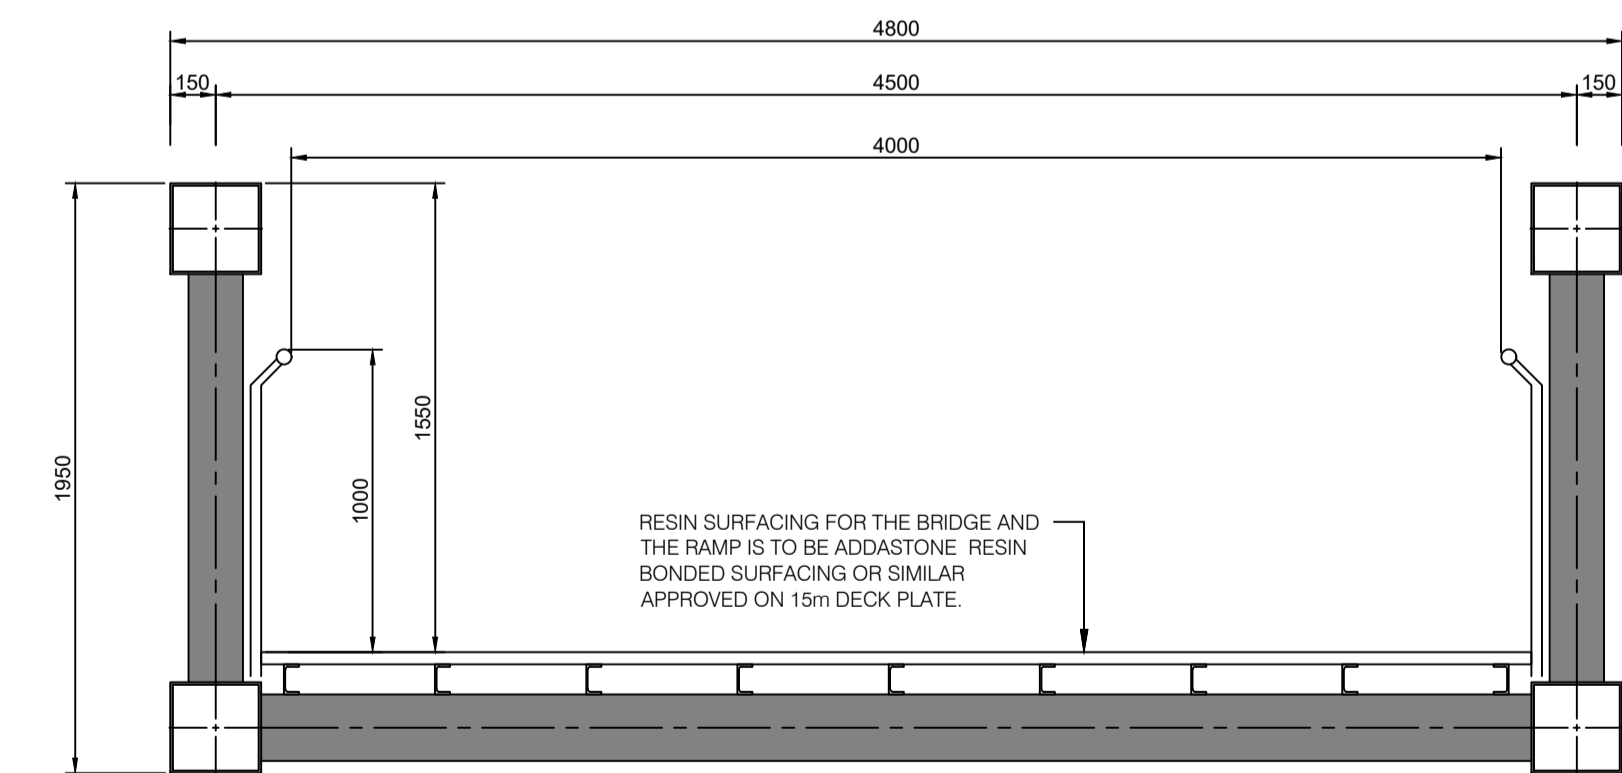 4800
150
4500
150
4000
1950
1550
1000
RESIN SURFACING FOR THE BRIDGE AND
THE RAMP IS TO BE ADDASTONE RESIN
BONDED SURFACING OR SIMILAR
APPROVED ON 15m DECK PLATE.